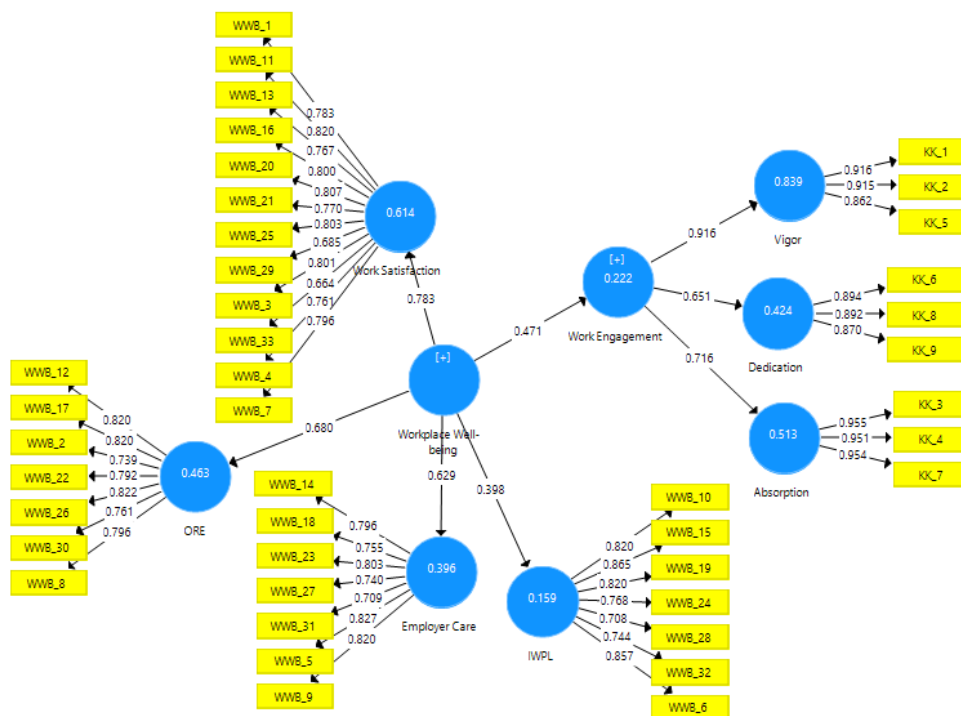 WWB_1
WWB_11
WWB_13
WWB_16
WWB_20
WWB_21
WWB_25
WWB_29
WWB_3
WWB_33
WWB_4
WWB_7
0.783
0.820
0.767
0.800
0.807
0.770
0.803
0.685
0.801
0.664
0.761
0.796
0.614
Work Satisfaction
0.783
[+]
Workplace Well-
being
0.471
[+]
0.222
Work Engagement
0.916
0.651
0.716
0.839
Vigor
0.916
0.915
0.862
KK_1
KK_2
KK_5
0.424
Dedication
0.894
0.892
0.870
KK_6
KK_8
KK_9
0.513
Absorption
0.955
0.951
0.954
KK_3
KK_4
KK_7
0.680
0.629
0.398
WWB_12
WWB_17
WWB_2
WWB_22
WWB_26
WWB_30
WWB_8
0.820
0.820
0.739
0.792
0.822
0.761
0.796
0.463
ORE
WWB_14
WWB_18
WWB_23
WWB_27
WWB_31
WWB_5
WWB_9
0.796
0.755
0.803
0.740
0.709
0.827
0.820
0.396
Employer Care
0.159
IWPL
0.820
0.865
0.820
0.768
0.708
0.744
0.857
WWB_10
WWB_15
WWB_19
WWB_24
WWB_28
WWB_32
WWB_6